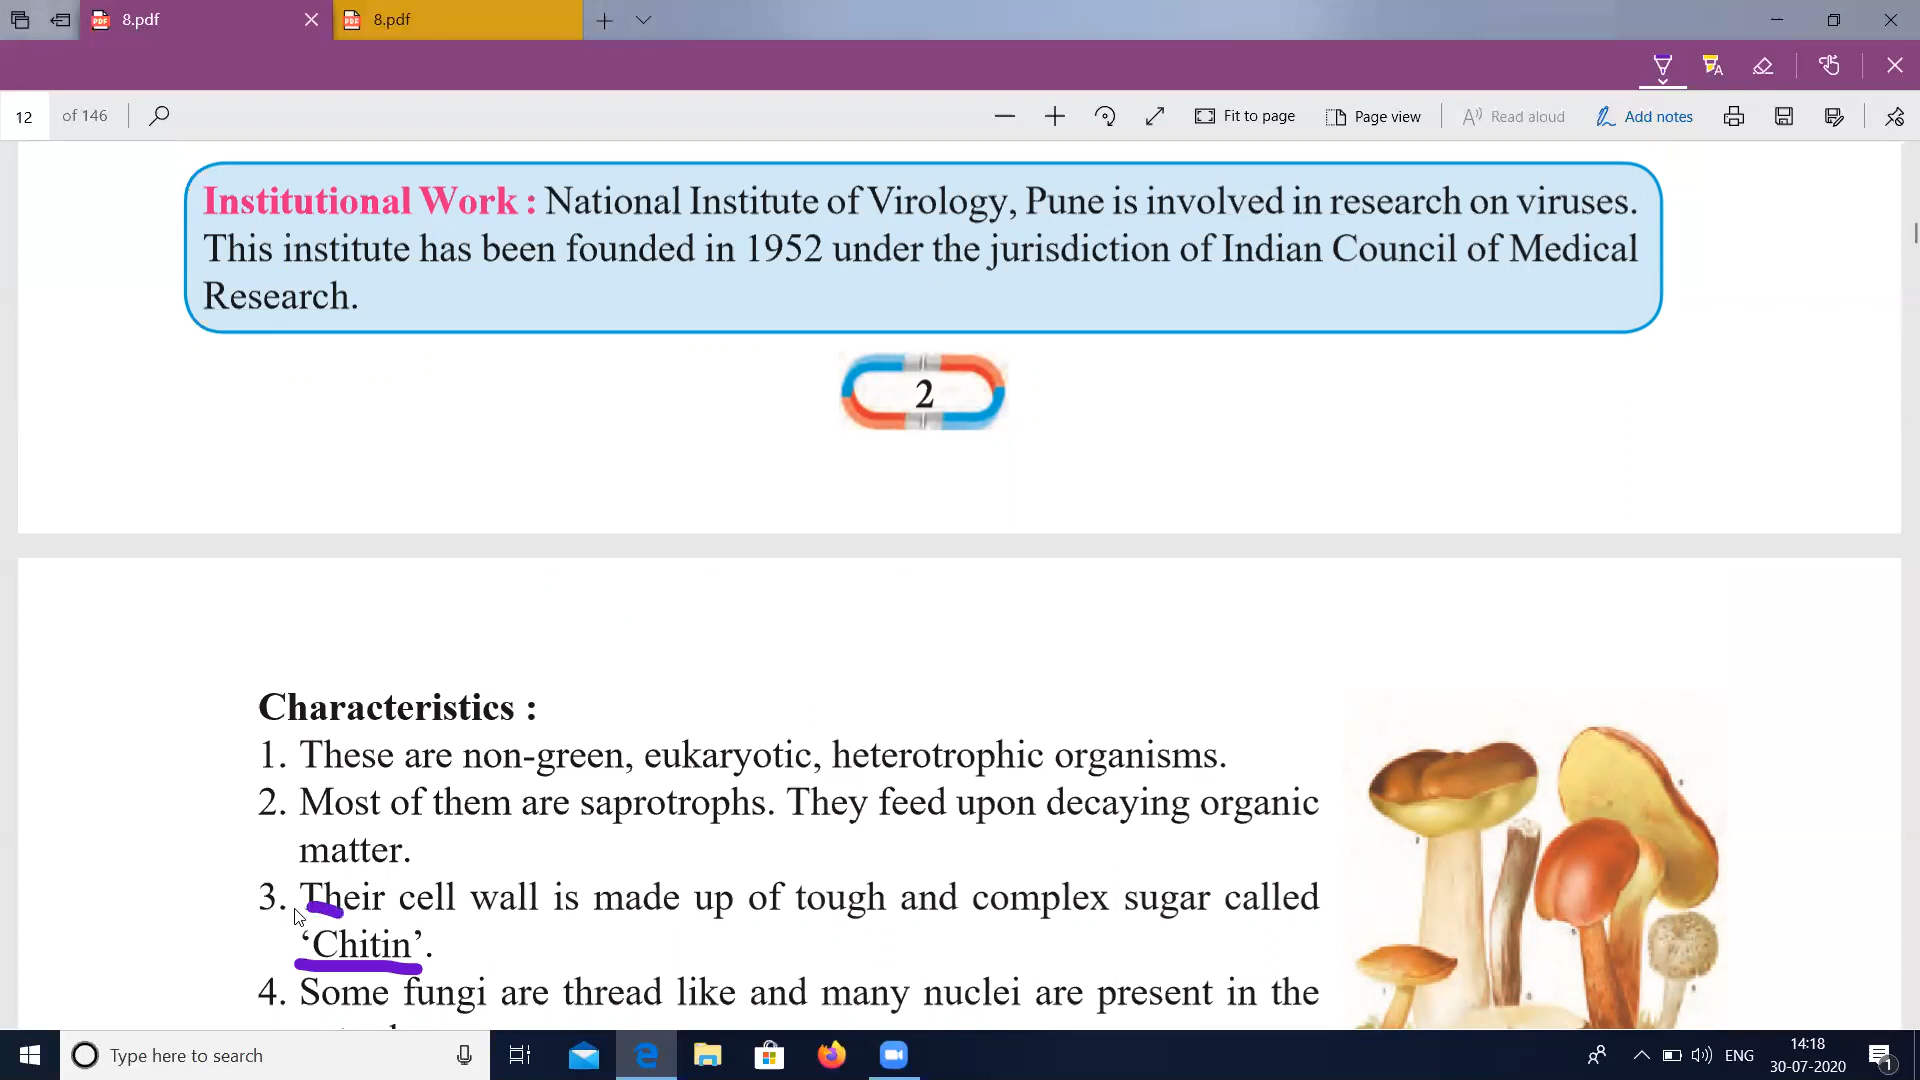 8.pdf
8.pdf
12 of 146
Fit to page
Page view
Read aloud
Add notes
Institutional Work : National Institute of Virology, Pune is involved in research on viruses.
This institute has been founded in 1952 under the jurisdiction of Indian Council of Medical
Research.
2
Characteristics :
1. These are non-green, eukaryotic, heterotrophic organisms.
2. Most of them are saprotrophs. They feed upon decaying organic
matter.
3. Their cell wall is made up of tough and complex sugar called
‘Chitin’.
4. Some fungi are thread like and many nuclei are present in the
Type here to search
ENG
14:18
30-07-2020
1